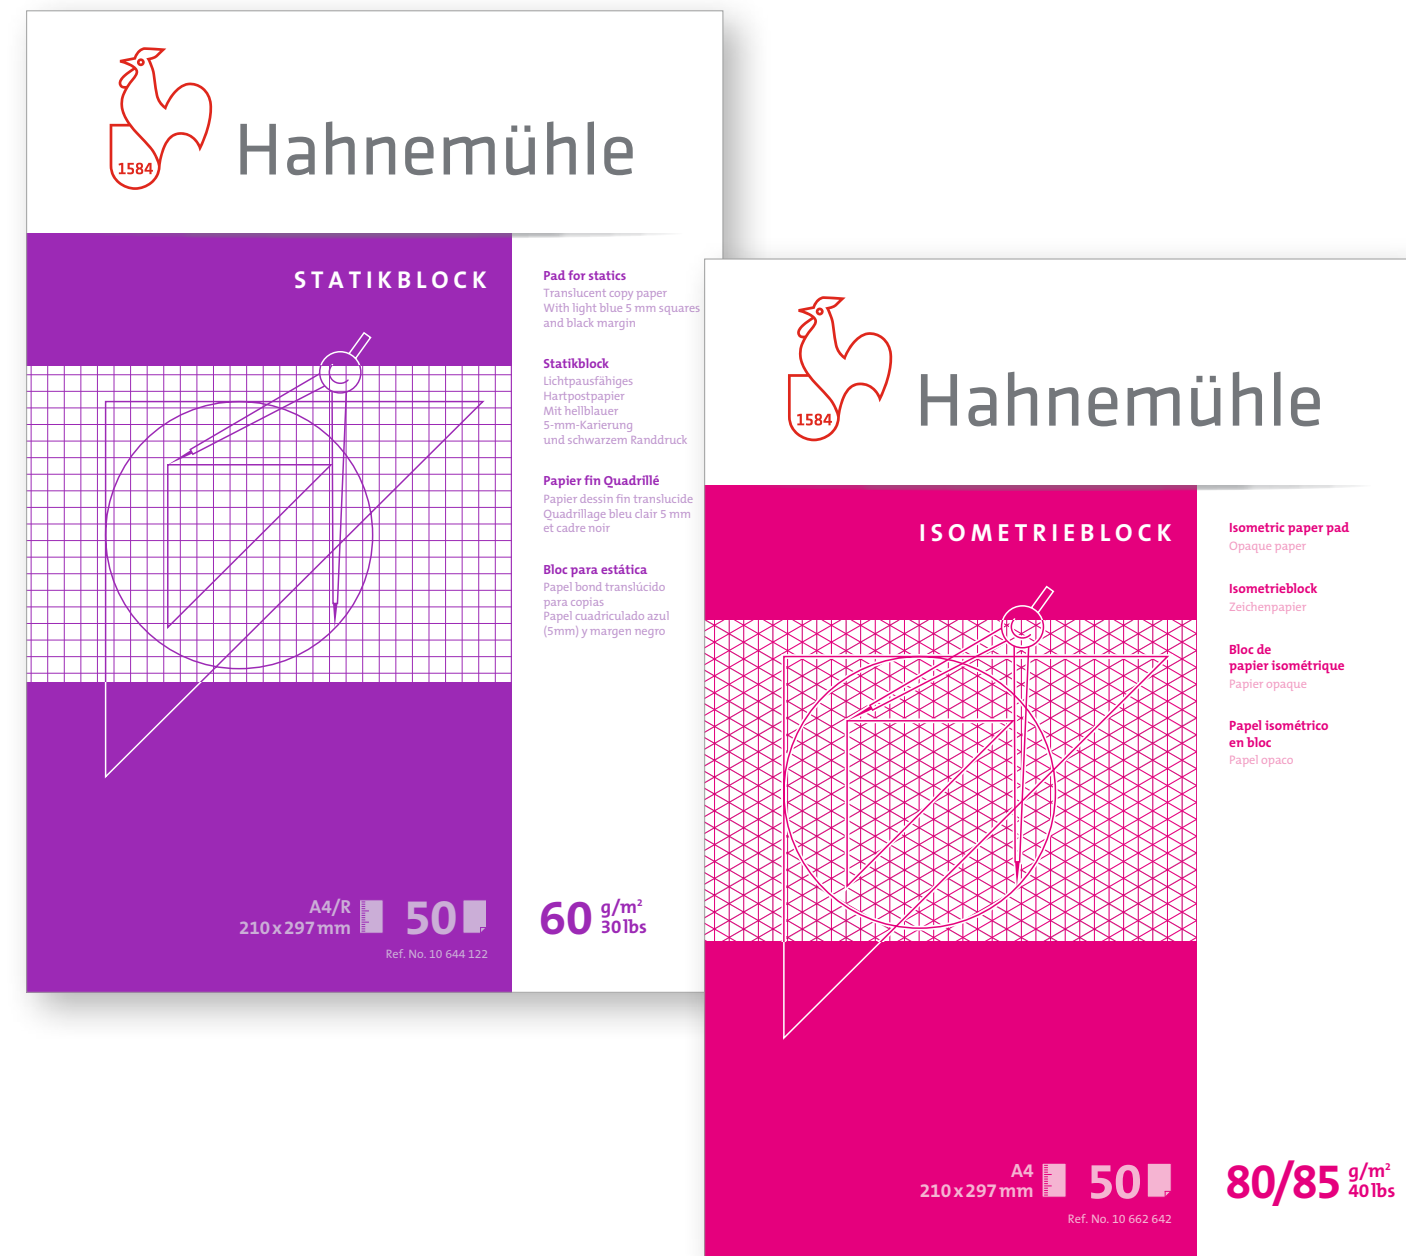 1584
Hahnemühle
STATIKBLOCK
Pad for statics
Translucent copy paper
With light blue 5 mm squares
and black margin
Statikblock
Lichtpausfähiges
Hartpostpapier
Mit hellblauer
5-mm-Karierung
und schwarzem Randdruck
Papier fin Quadrillé
Papier dessin fin translucide
Quadrillage bleu clair 5 mm
et cadre noir
Bloc para estática
Papel bond translúcido
para copias
Papel cuadriculado azul
(5mm) y margen negro
A4/R
210 x 297 mm
50
Ref. No. 10 644 122
60 g/m²
30 lbs
1584
Hahnemühle
ISOMETRIEBLOCK
Isometric paper pad
Opaque paper
Isometrieblock
Zeichenpapier
Bloc de
papier isométrique
Papier opaque
Papel isométrico
en bloc
Papel opaco
A4
210 x 297 mm
50
Ref. No. 10 662 642
80/85 g/m²
40 lbs